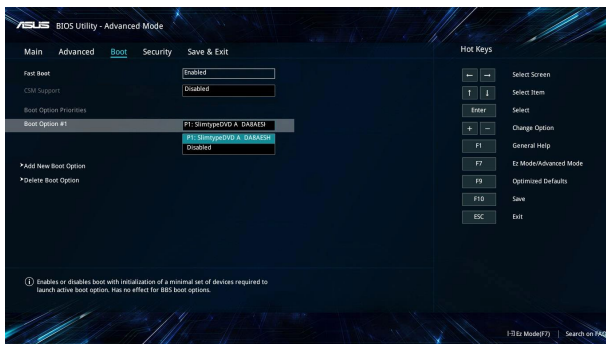 ASUS BIOS Utility - Advanced Mode
Main Advanced Boot Security Save & Exit
Hot Keys
Fast Boot Enabled
CSM Support Disabled
Boot Option Priorities
Boot Option #1 P1: SlimtypeDVD A DA8AESI
P1: SlimtypeDVD A DA8AESH
Disabled
>Add New Boot Option
>Delete Boot Option
← → Select Screen
↑ ↓ Select Item
Enter Select
+ − Change Option
F1 General Help
F7 Ez Mode/Advanced Mode
F9 Optimized Defaults
F10 Save
ESC Exit
Enables or disables boot with initialization of a minimal set of devices required to
launch active boot option. Has no effect for BBS boot options.
Ez Mode(F7) | Search on FAQ